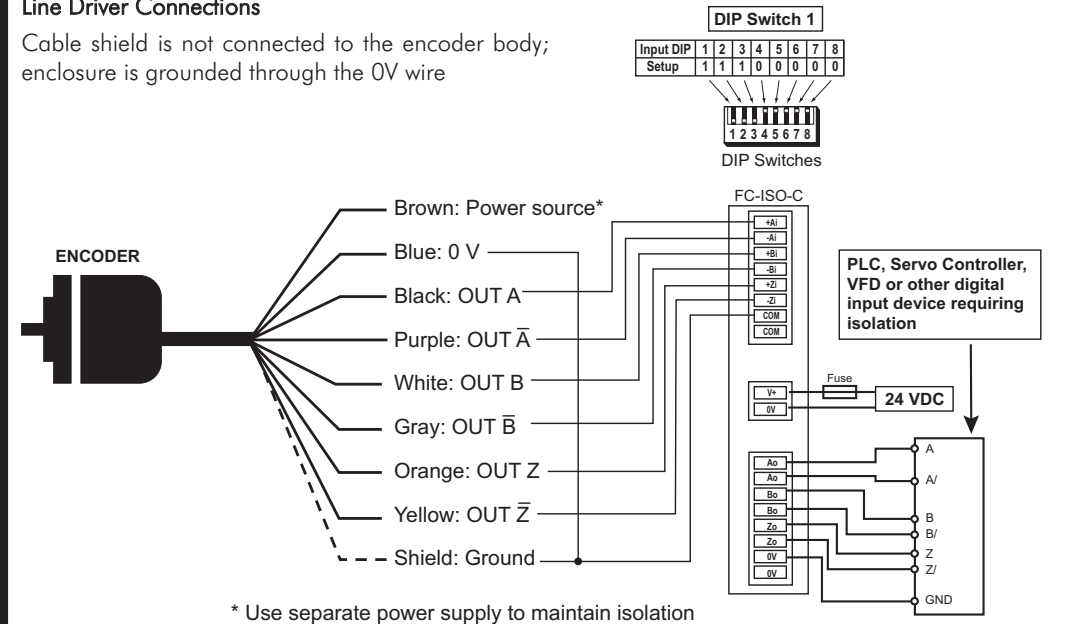 Line Driver Connections
Cable shield is not connected to the encoder body;
enclosure is grounded through the 0V wire
DIP Switch 1
Input DIP 1 2 3 4 5 6 7 8
Setup 1 1 1 0 0 0 0 0
1 2 3 4 5 6 7 8
DIP Switches
ENCODER
Brown: Power source*
Blue: 0 V
Black: OUT A
Purple: OUT A̅
White: OUT B
Gray: OUT B̅
Orange: OUT Z
Yellow: OUT Z̅
Shield: Ground
FC-ISO-C
+Ai
-Ai
+Bi
-Bi
+Zi
-Zi
COM
COM
V+
0V
Fuse
24 VDC
PLC, Servo Controller,
VFD or other digital
input device requiring
isolation
Ao
Ao
Bo
Bo
Zo
Zo
0V
0V
A
A/
B
B/
Z
Z/
GND
* Use separate power supply to maintain isolation